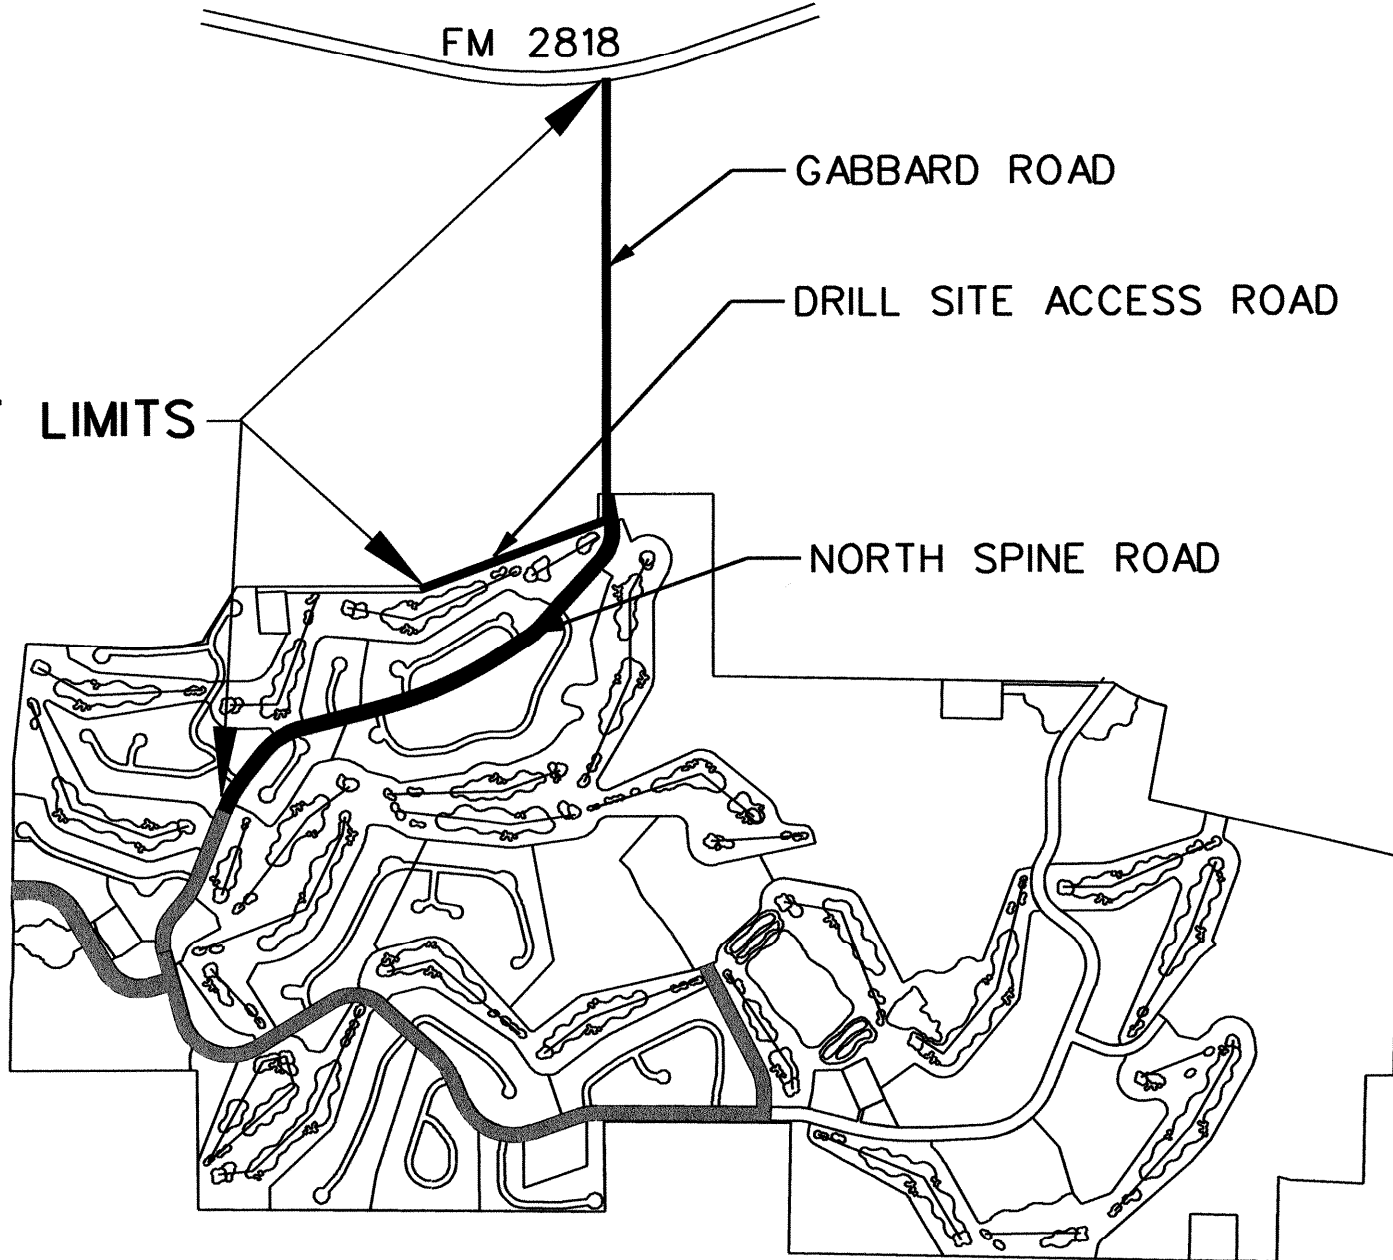 FM 2818
GABBARD ROAD
DRILL SITE ACCESS ROAD
LIMITS
NORTH SPINE ROAD